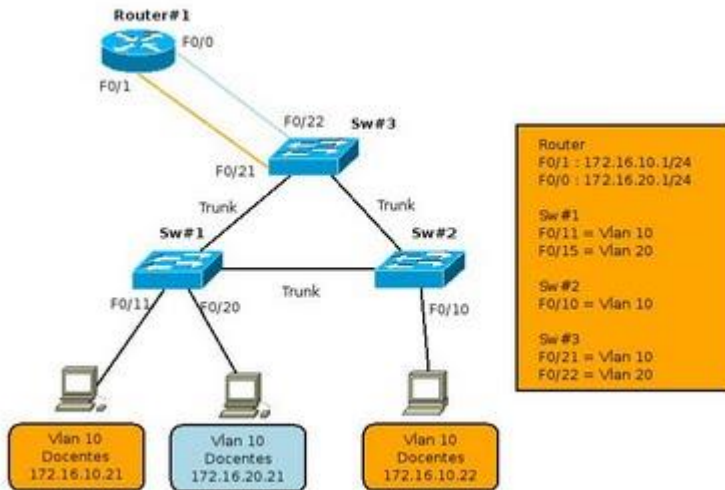 Router#1
F0/0
F0/1
F0/22
Sw#3
F0/21
Trunk
Trunk
Sw#1
Sw#2
Trunk
F0/11
F0/20
F0/10
Vlan 10
Docentes
172.16.10.21
Vlan 10
Docentes
172.16.20.21
Vlan 10
Docentes
172.16.10.22
Router
F0/1 : 172.16.10.1/24
F0/0 : 172.16.20.1/24
Sw#1
F0/11 = Vlan 10
F0/15 = Vlan 20
Sw#2
F0/10 = Vlan 10
Sw#3
F0/21 = Vlan 10
F0/22 = Vlan 20